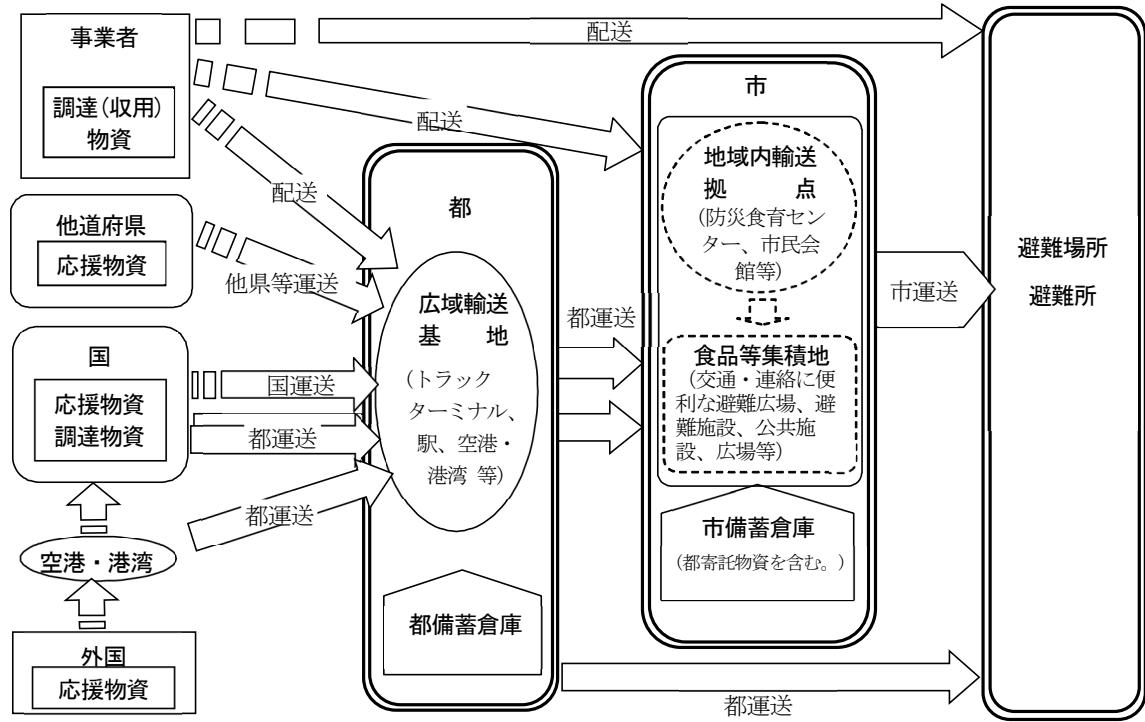 事業者
調達(収用)
物資
配送
配送
配送
他道府県
応援物資
他県等運送
国
応援物資
調達物資
国運送
都運送
都運送
空港・港湾
外国
応援物資
都
広域輸送
基　　地
(トラック
ターミナル、
駅、空港・
港湾 等)
都備蓄倉庫
都運送
都運送
市
地域内輸送
拠　　点
(防災食育セン
ター、市民会
館等)
食品等集積地
(交通・連絡に便
利な避難広場、避
難施設、公共施
設、広場等)
市備蓄倉庫
(都寄託物資を含む。)
市運送
避難場所
避難所